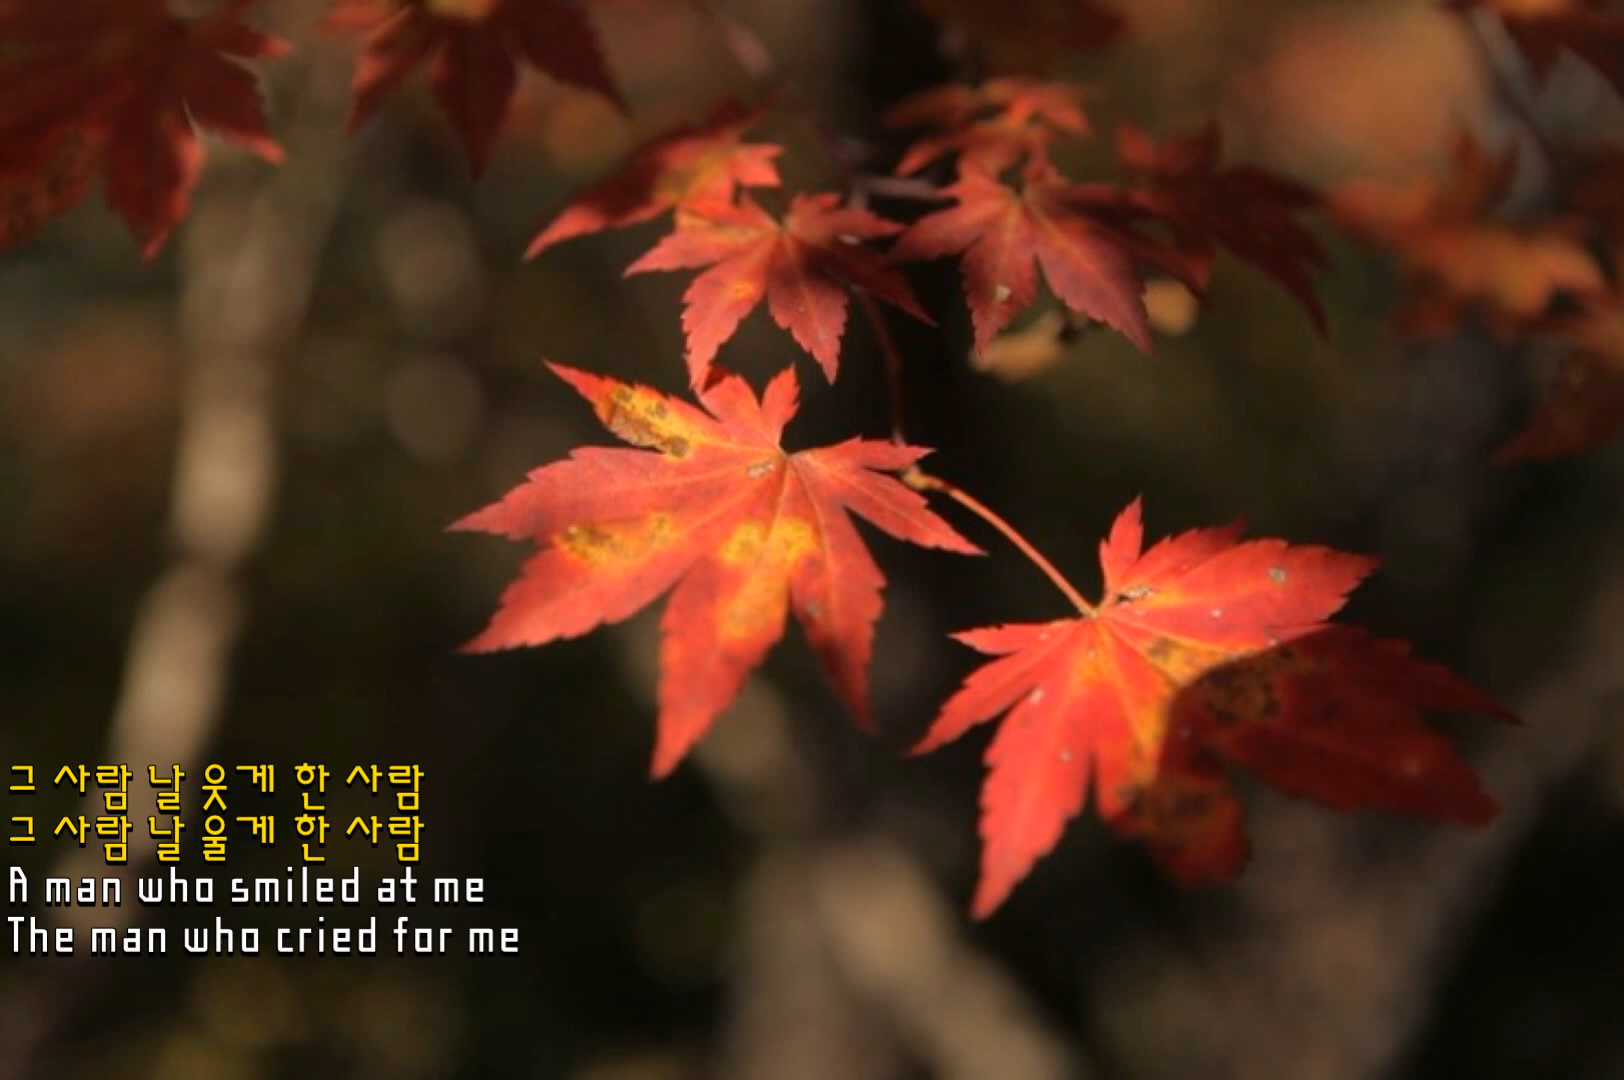 그 사람 날 웃게 한 사람
그 사람 날 울게 한 사람
A man who smiled at me
The man who cried for me